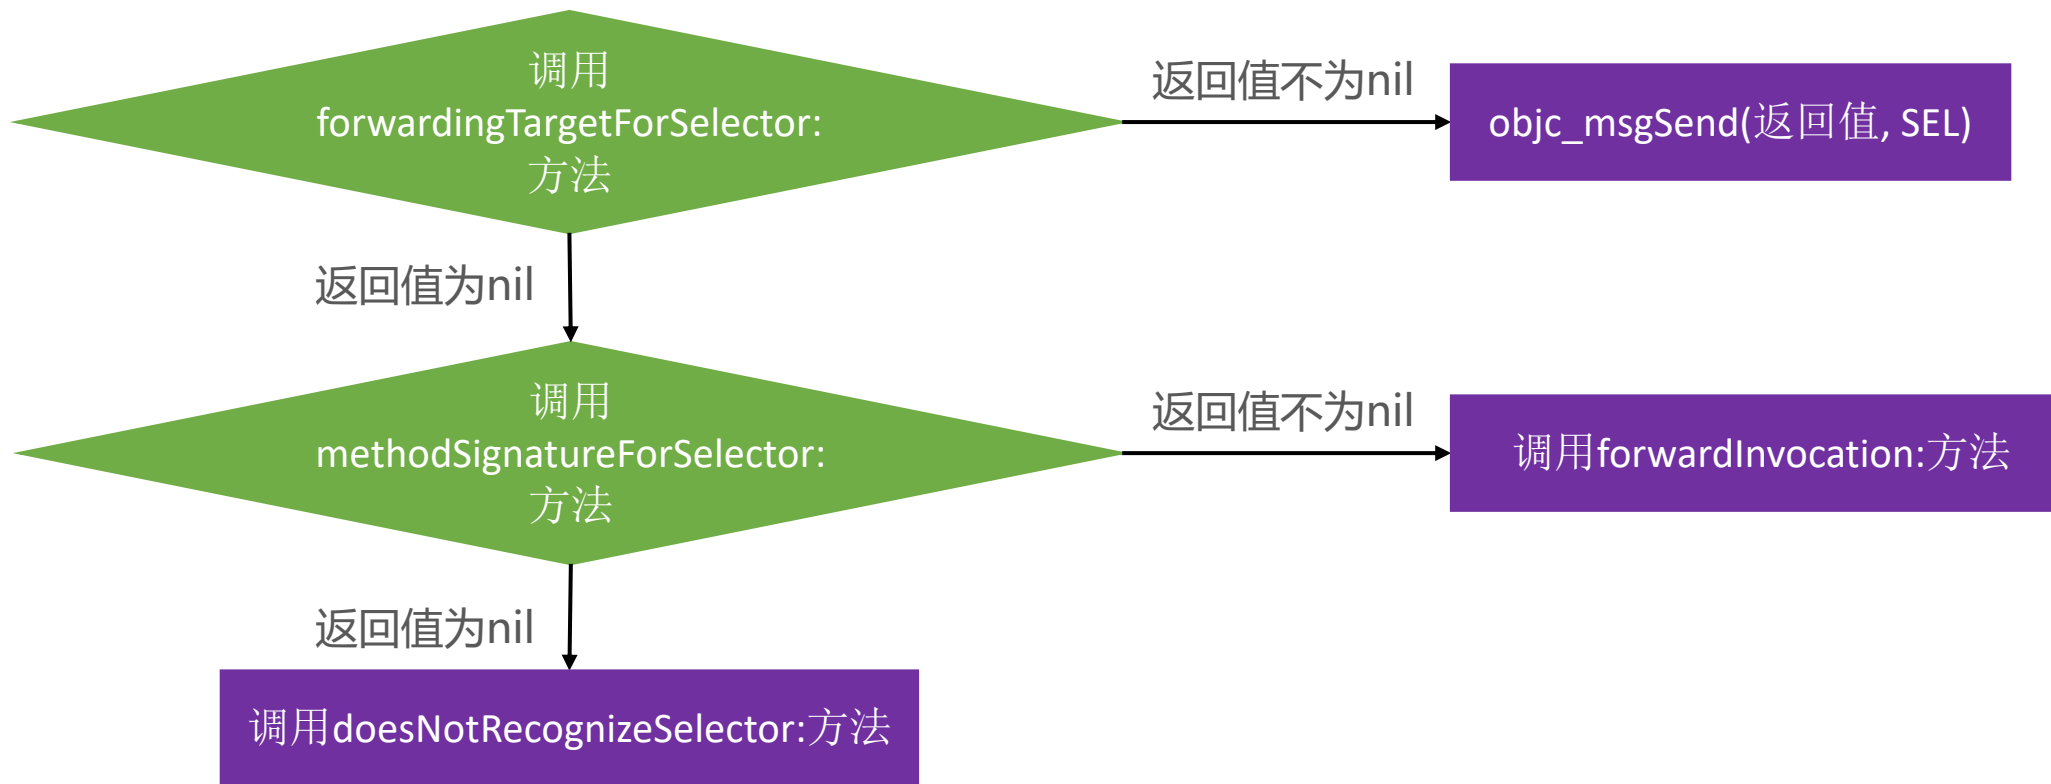 调用
forwardingTargetForSelector:
方法
返回值不为nil
objc_msgSend(返回值, SEL)
返回值为nil
调用
methodSignatureForSelector:
方法
返回值不为nil
调用forwardInvocation:方法
返回值为nil
调用doesNotRecognizeSelector:方法